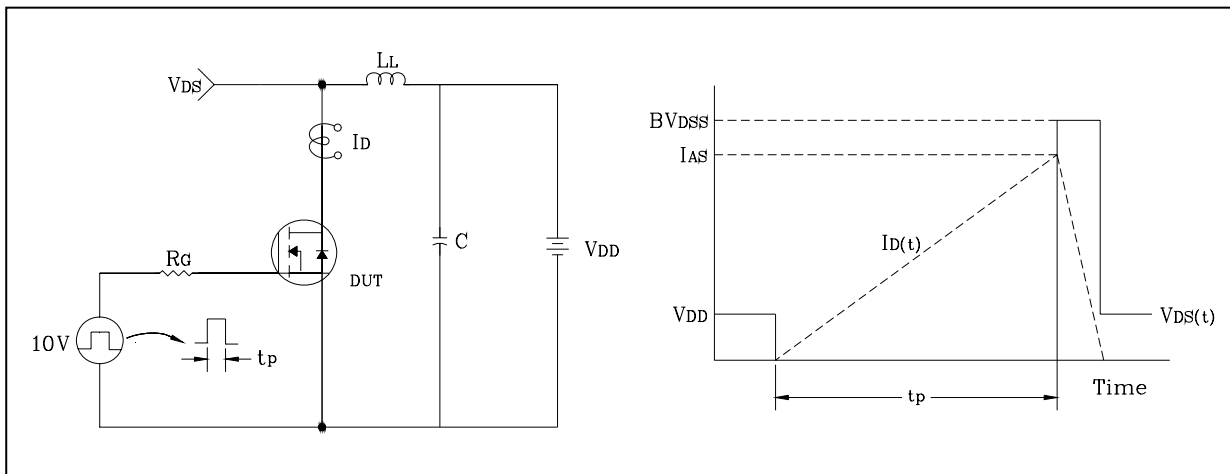 LL
VDS
ID
RG
C
VDD
DUT
10V
tp
BVDSS
IAS
ID(t)
VDD
VDS(t)
tp
Time